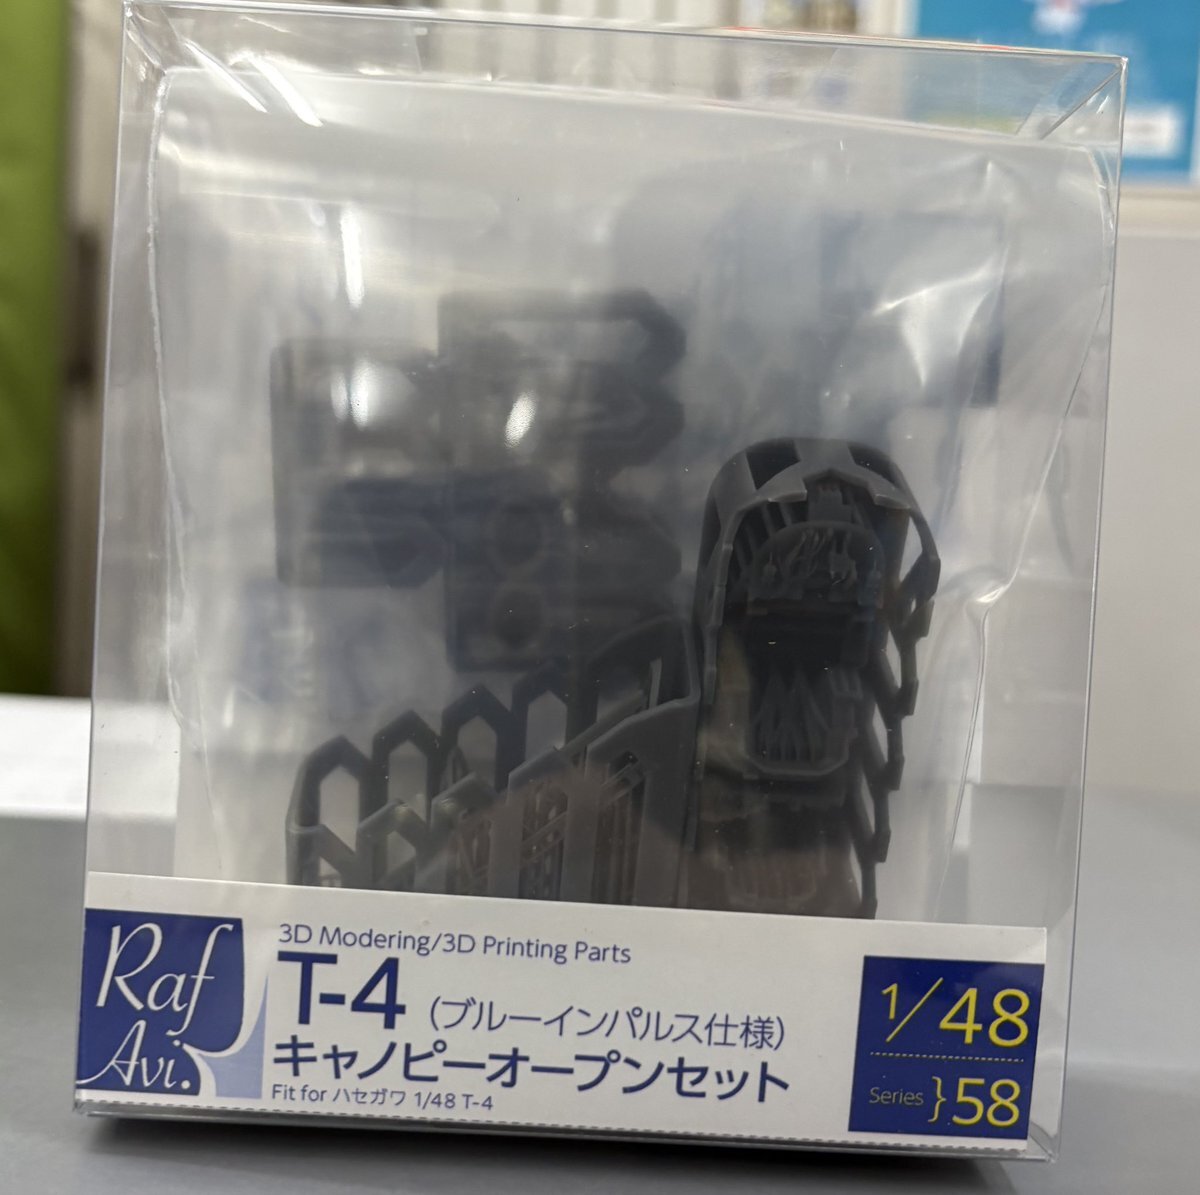 Raf
Avi.
3D Modering/3D Printing Parts
T-4 (ブルーインパルス仕様)
キャノピーオープンセット
Fit for ハセガワ 1/48 T-4
1/48
Series }58